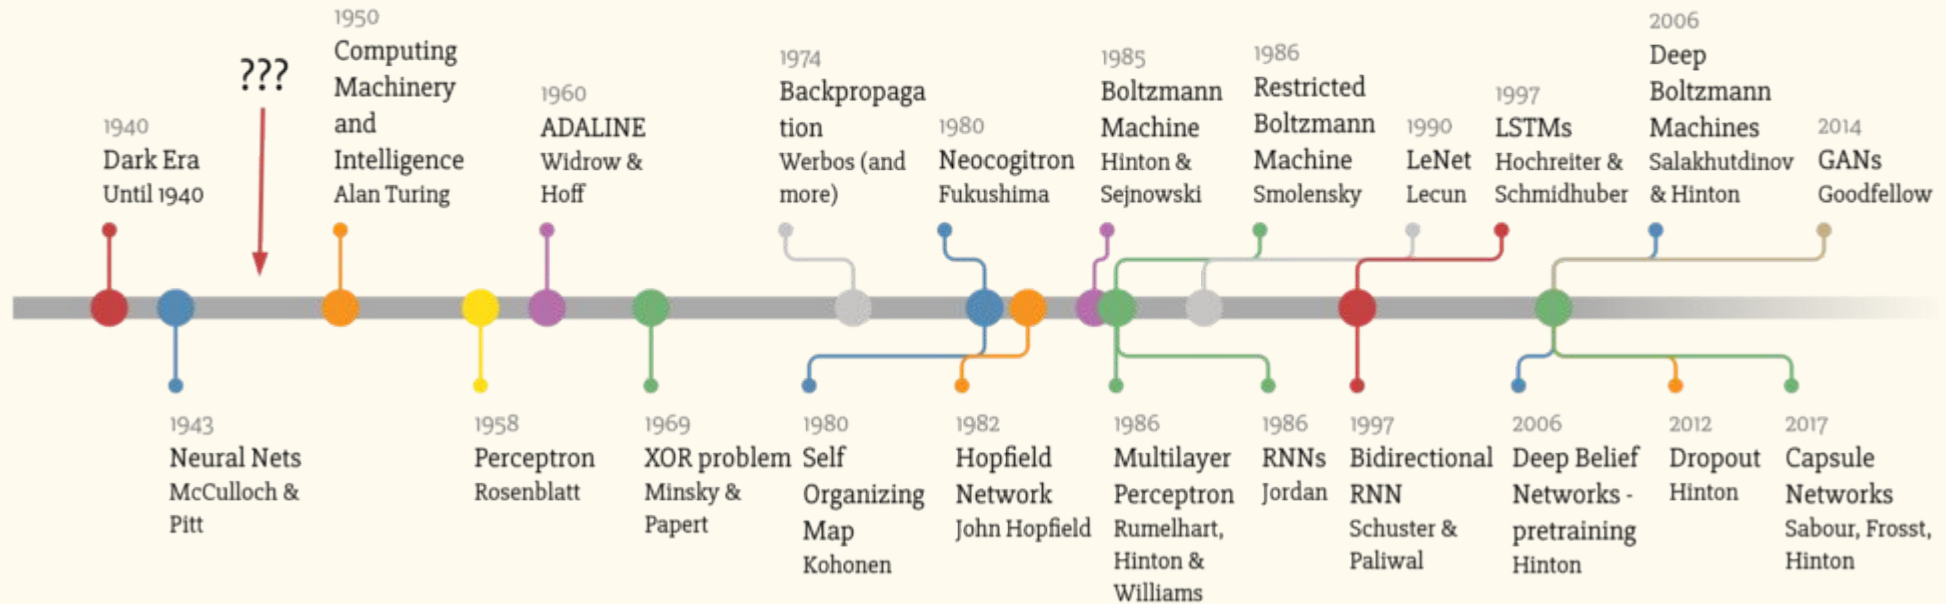 ???
1940
Dark Era
Until 1940
1950
Computing
Machinery
and
Intelligence
Alan Turing
1960
ADALINE
Widrow &
Hoff
1974
Backpropaga
tion
Werbos (and
more)
1980
Neocogitron
Fukushima
1985
Boltzmann
Machine
Hinton &
Sejnowski
1986
Restricted
Boltzmann
Machine
Smolensky
1990
LeNet
Lecun
1997
LSTMs
Hochreiter &
Schmidhuber
2006
Deep
Boltzmann
Machines
Salakhutdinov
& Hinton
2014
GANs
Goodfellow
1943
Neural Nets
McCulloch &
Pitt
1958
Perceptron
Rosenblatt
1969
XOR problem
Minsky &
Papert
1980
Self
Organizing
Map
Kohonen
1982
Hopfield
Network
John Hopfield
1986
Multilayer
Perceptron
Rumelhart,
Hinton &
Williams
1986
RNNs
Jordan
1997
Bidirectional
RNN
Schuster &
Paliwal
2006
Deep Belief
Networks -
pretraining
Hinton
2012
Dropout
Hinton
2017
Capsule
Networks
Sabour, Frosst,
Hinton